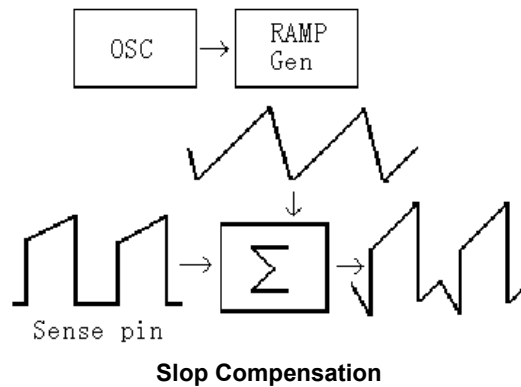 OSC
RAMP
Gen
Σ
Sense pin
Slop Compensation